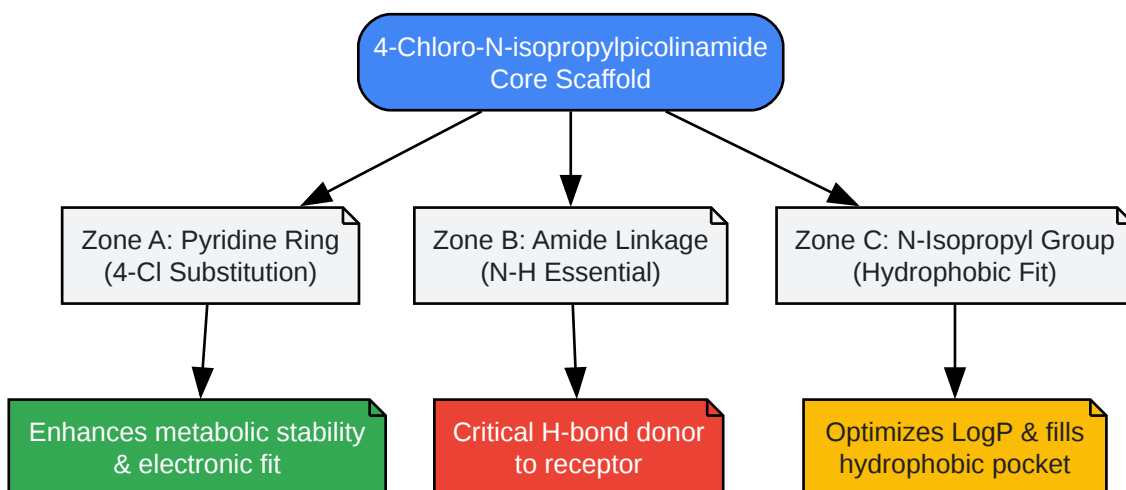 4-Chloro-N-isopropylpicolinamide
Core Scaffold
Zone A: Pyridine Ring
(4-Cl Substitution)
Zone B: Amide Linkage
(N-H Essential)
Zone C: N-Isopropyl Group
(Hydrophobic Fit)
Enhances metabolic stability
& electronic fit
Critical H-bond donor
to receptor
Optimizes LogP & fills
hydrophobic pocket